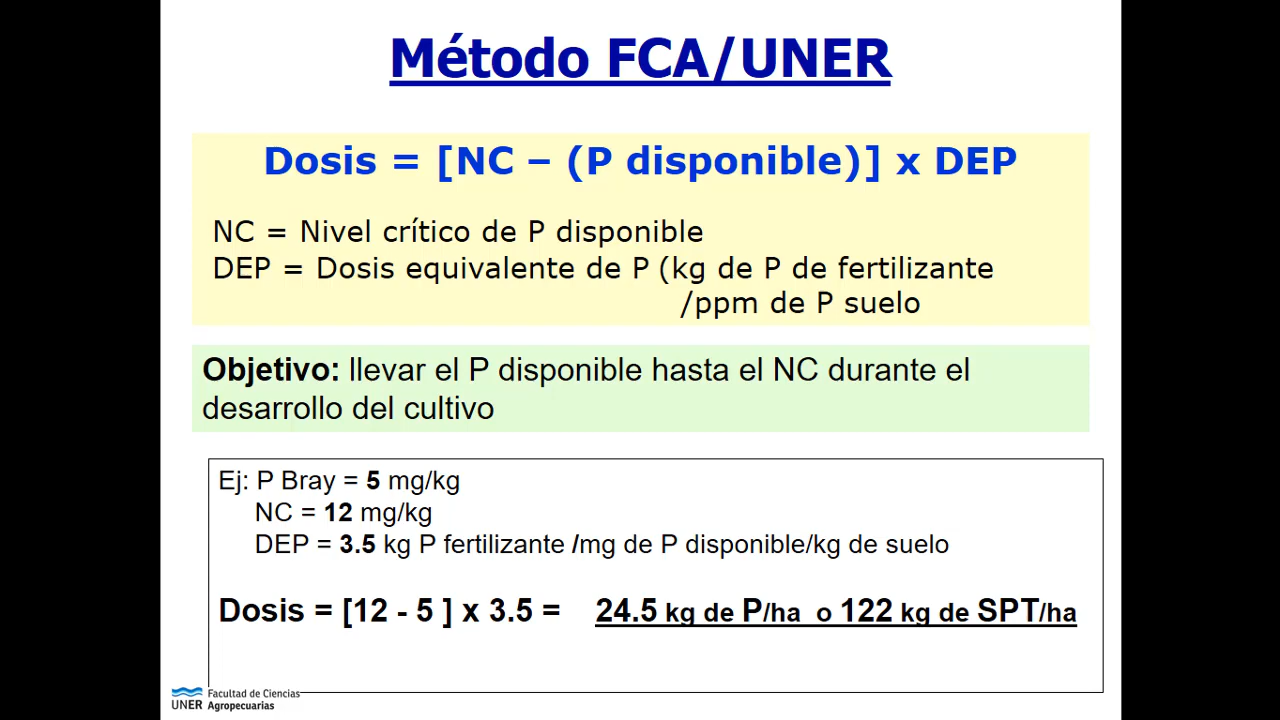 Método FCA/UNER
Dosis = [NC – (P disponible)] x DEP
NC = Nivel crítico de P disponible
DEP = Dosis equivalente de P (kg de P de fertilizante
/ppm de P suelo
Objetivo: llevar el P disponible hasta el NC durante el
desarrollo del cultivo
Ej: P Bray = 5 mg/kg
NC = 12 mg/kg
DEP = 3.5 kg P fertilizante /mg de P disponible/kg de suelo
Dosis = [12 - 5 ] x 3.5 = 24.5 kg de P/ha o 122 kg de SPT/ha
UNER
Facultad de Ciencias
Agropecuarias